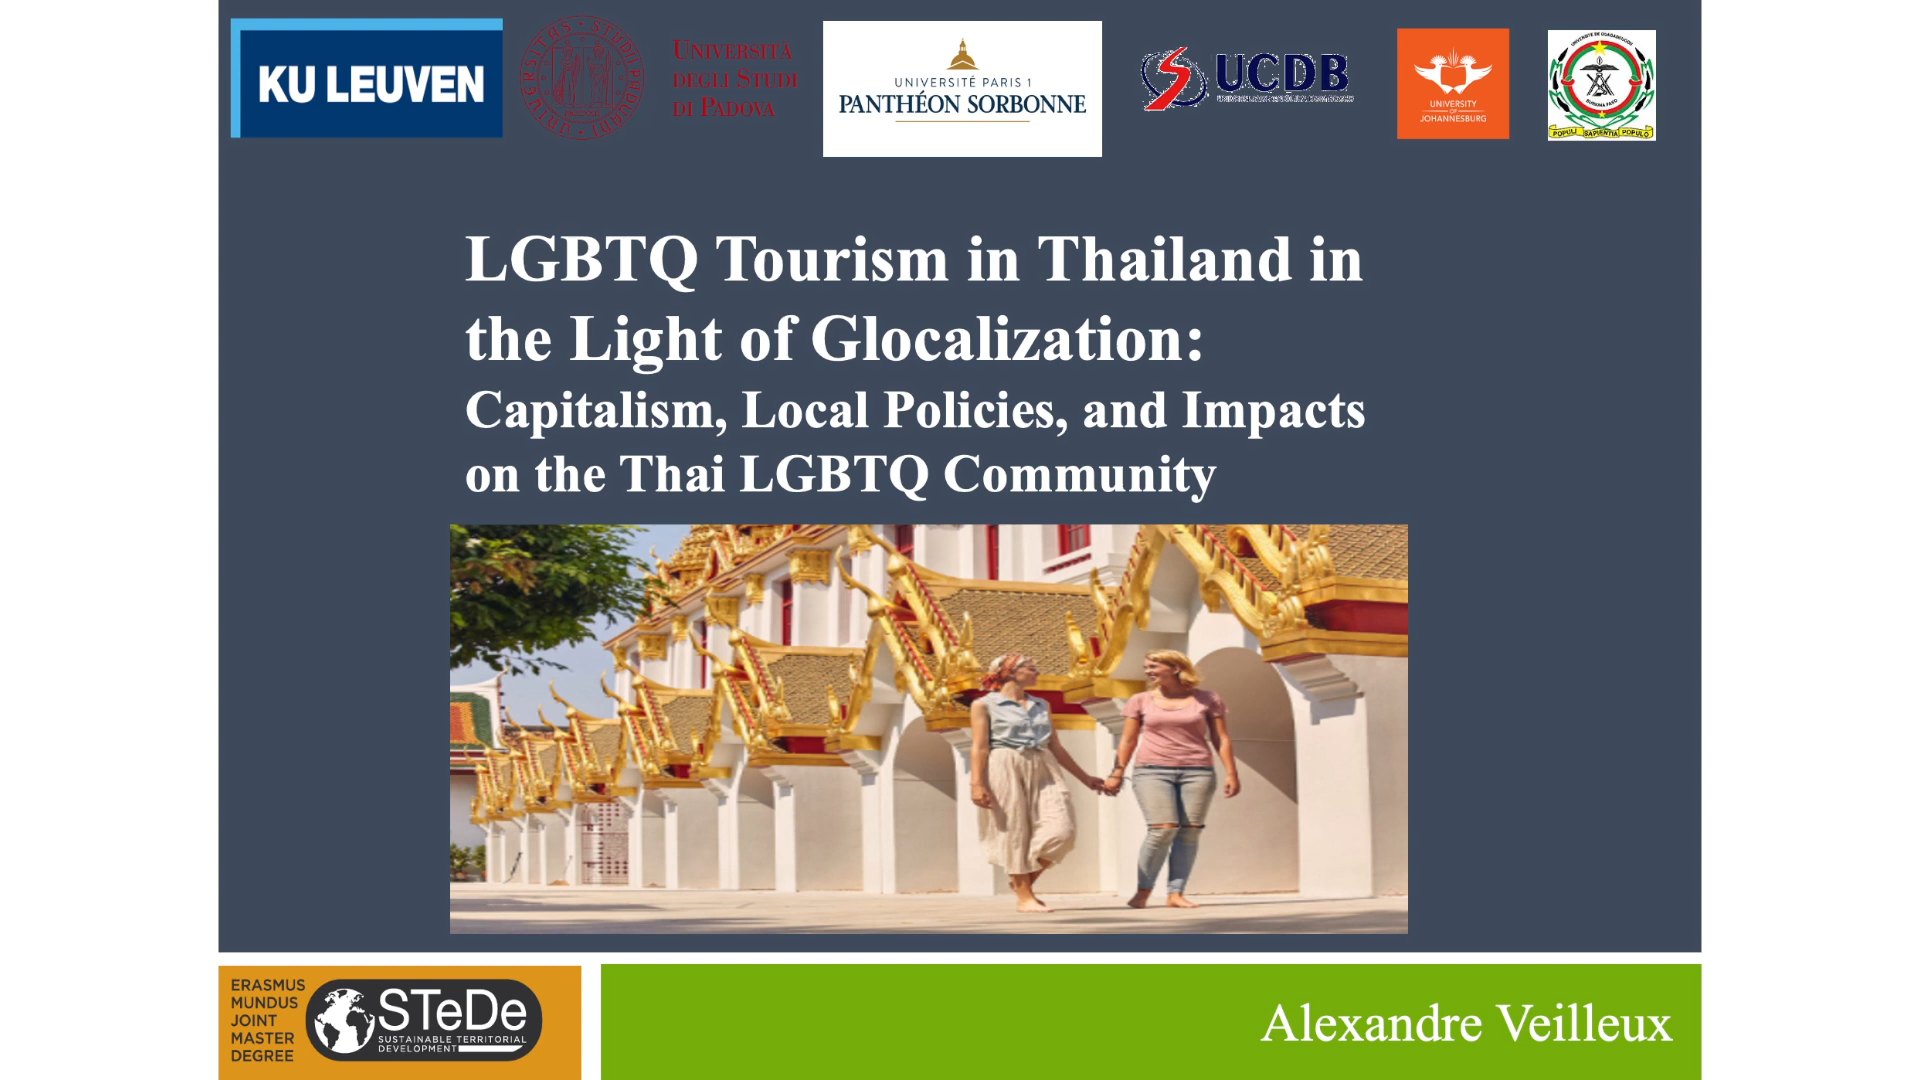 KU LEUVEN
UNIVERSITÀ
DEGLI STUDI
DI PADOVA
UNIVERSITÉ PARIS 1
PANTHÉON SORBONNE
UCDB
UNIVERSITY
OF
JOHANNESBURG
BURKINA FASO
POPULI SAPIENTIA POPULO
LGBTQ Tourism in Thailand in
the Light of Glocalization:
Capitalism, Local Policies, and Impacts
on the Thai LGBTQ Community
ERASMUS
MUNDUS
JOINT
MASTER
DEGREE
STeDe
SUSTAINABLE TERRITORIAL
DEVELOPMENT
Alexandre Veilleux